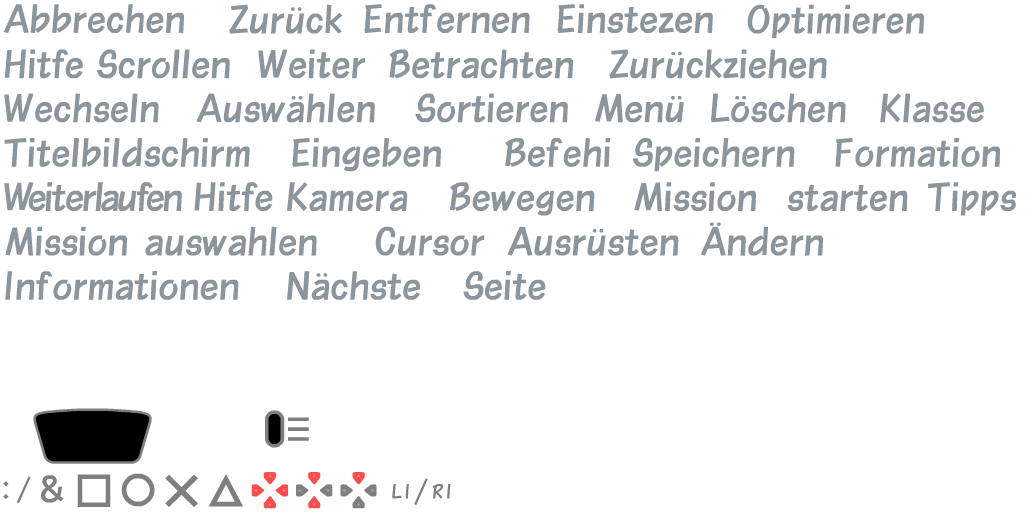 Abbrechen Zurück Entfernen Einstezen Optimieren
Hitfe Scrollen Weiter Betrachten Zurückziehen
Wechseln Auswählen Sortieren Menü Löschen Klasse
Titelbildschirm Eingeben Befehi Speichern Formation
Weiterlaufen Hitfe Kamera Bewegen Mission starten Tipps
Mission auswahlen Cursor Ausrüsten Ändern
Informationen Nächste Seite
:/ & L1/R1